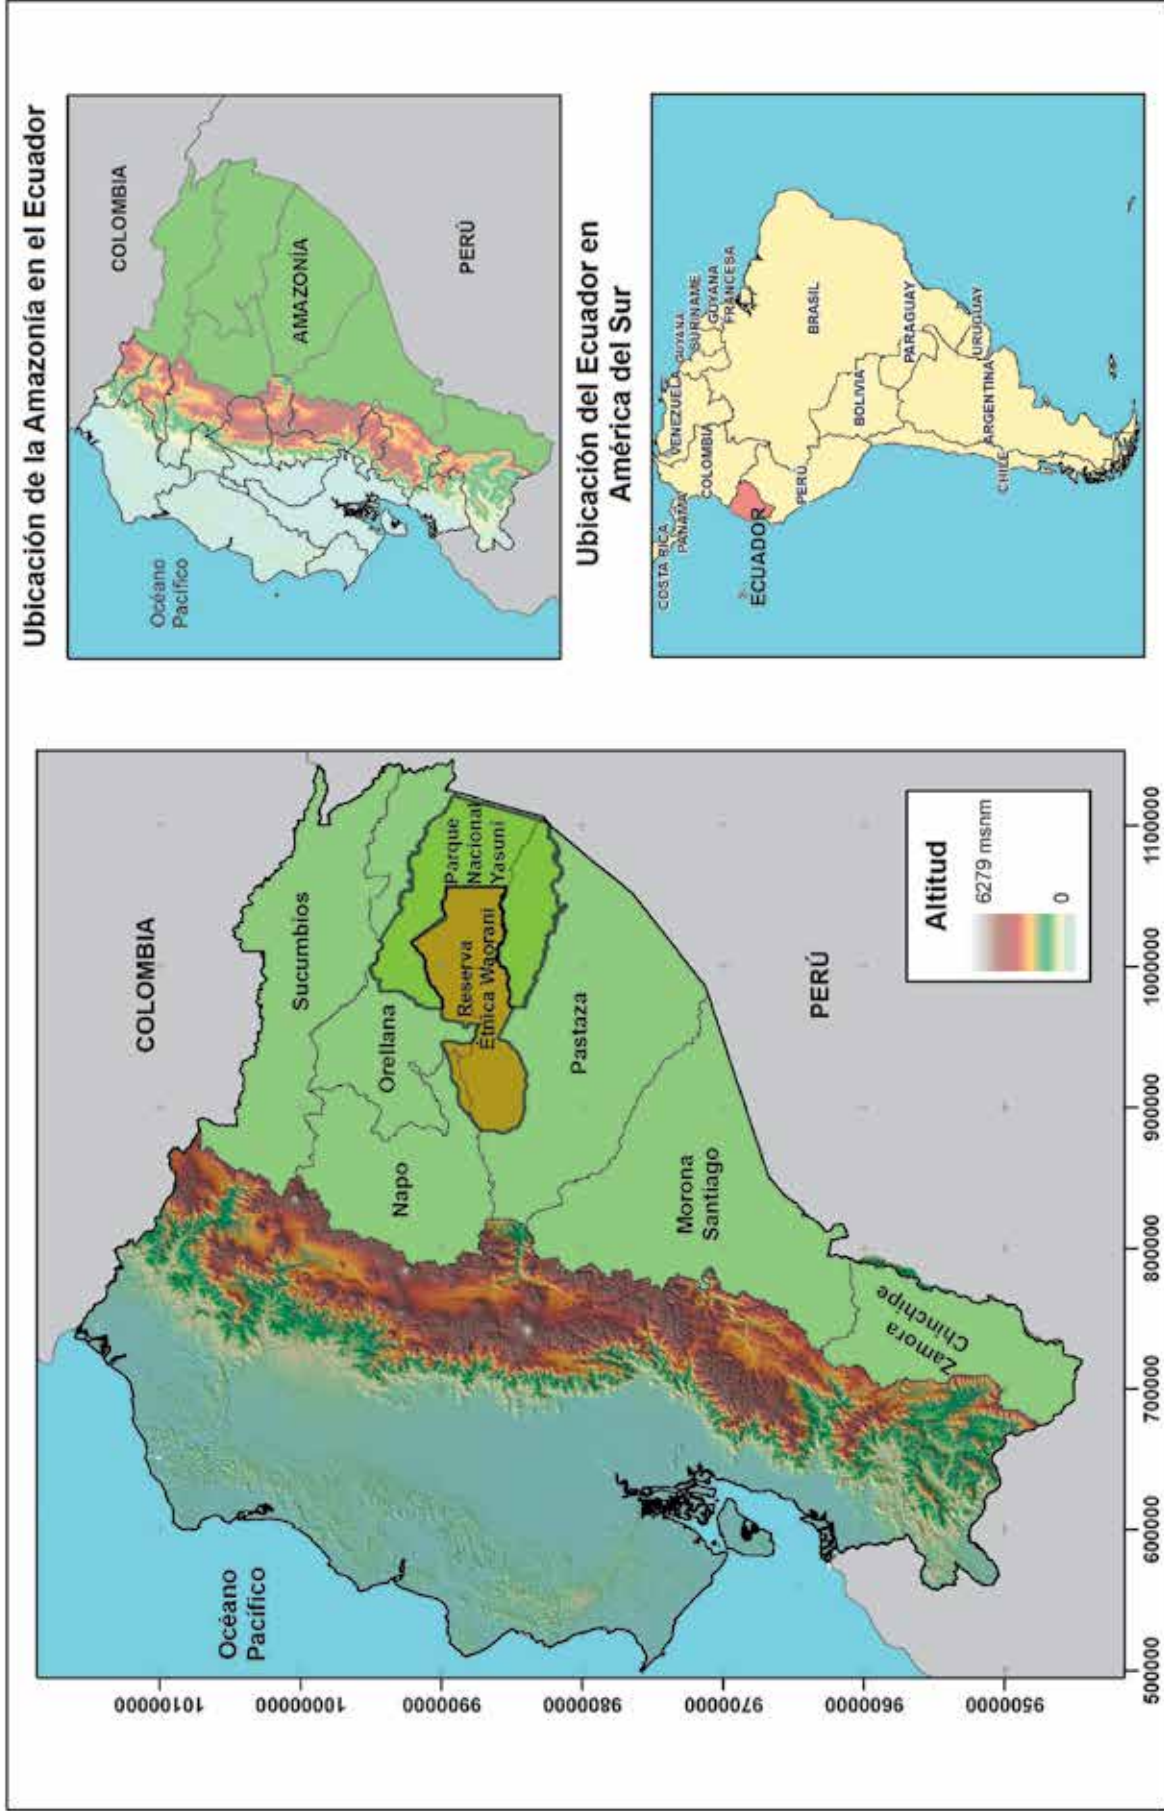 COLOMBIA
Océano
Pacífico
Sucumbios
Orellana
Napo
Parque
Nacional
Yasuní
Reserva
Étnica Waorani
Pastaza
Morona
Santiago
Zamora
Chinchipe
PERÚ
Altitud
6279 msnm
0
10100000
10000000
9900000
9800000
9700000
9600000
9500000
500000
600000
700000
800000
900000
1000000
1100000
Ubicación de la Amazonía en el Ecuador
COLOMBIA
Océano
Pacífico
AMAZONÍA
PERÚ
Ubicación del Ecuador en
América del Sur
COSTA RICA
PANAMÁ
VENEZUELA
GUYANA
SURINAME
GUYANA
FRANCESA
COLOMBIA
ECUADOR
PERÚ
BRASIL
BOLIVIA
PARAGUAY
CHILE
ARGENTINA
URUGUAY